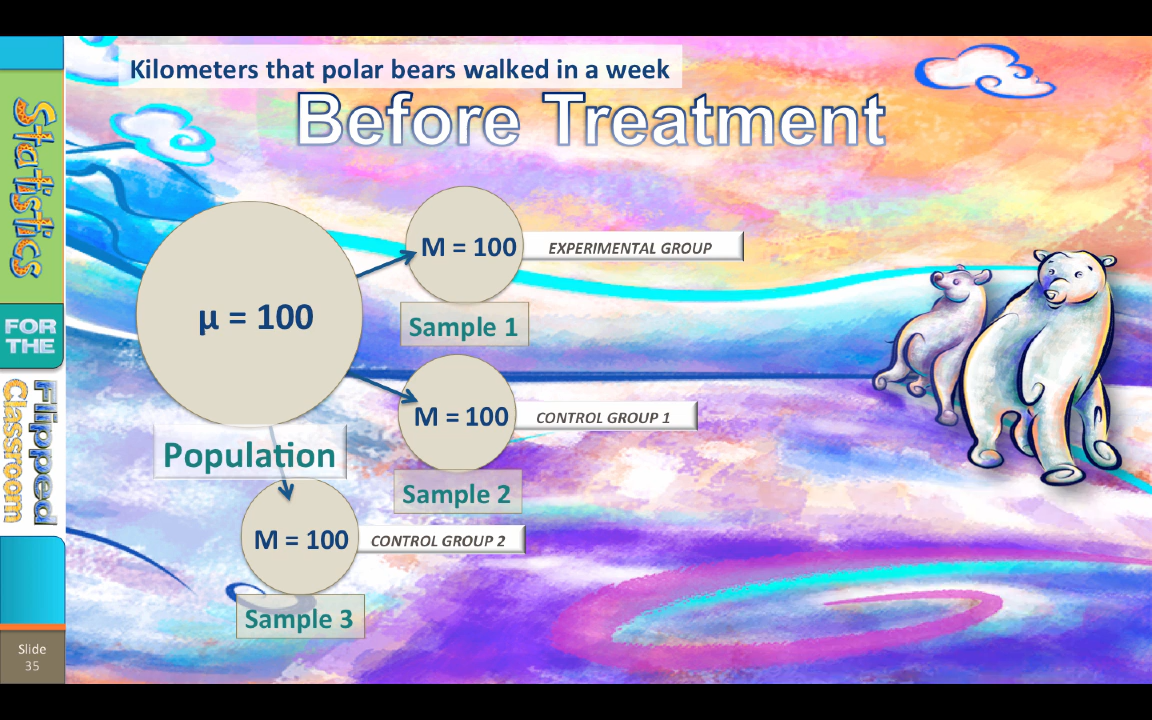 Kilometers that polar bears walked in a week
Before Treatment
Statistics
FOR
THE
Flipped
Classroom
μ = 100
Population
M = 100
EXPERIMENTAL GROUP
Sample 1
M = 100
CONTROL GROUP 1
Sample 2
M = 100
CONTROL GROUP 2
Sample 3
Slide
35